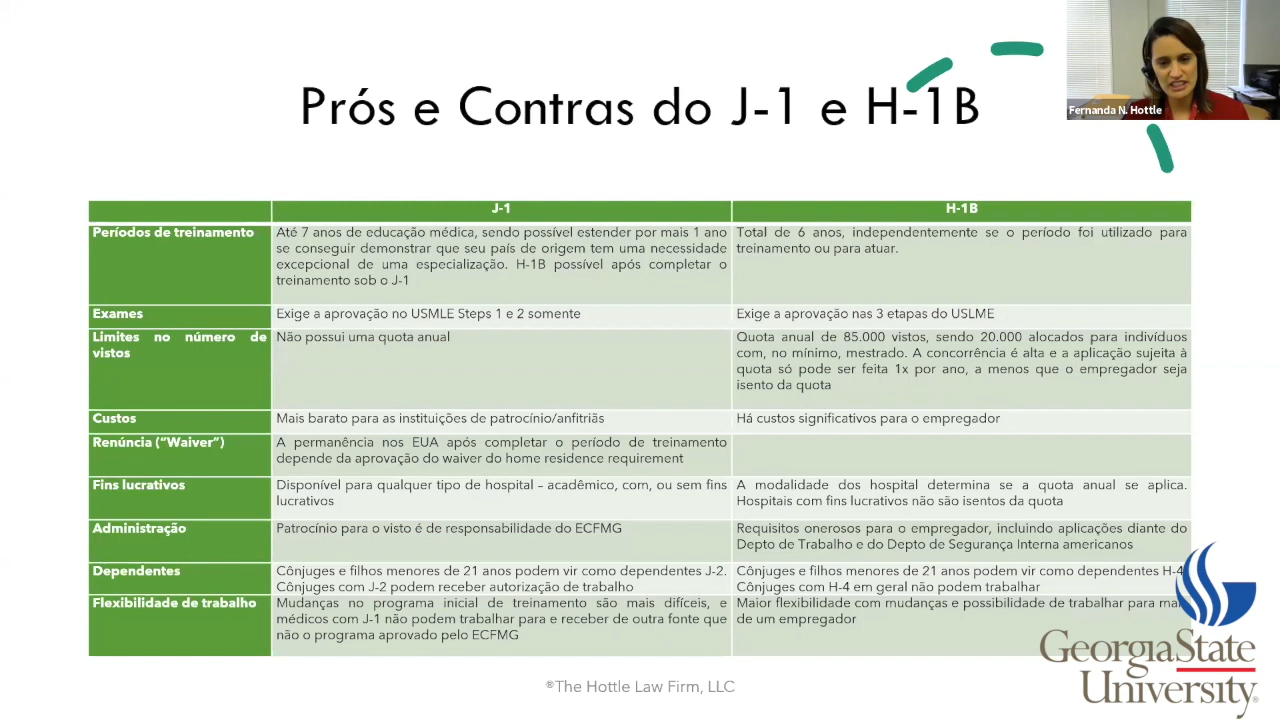 Fernanda N. Hottle
Prós e Contras do J-1 e H-1B
J-1
H-1B
Períodos de treinamento
Até 7 anos de educação médica, sendo possível estender por mais 1 ano
se conseguir demonstrar que seu país de origem tem uma necessidade
excepcional de uma especialização. H-1B possível após completar o
treinamento sob o J-1
Total de 6 anos, independentemente se o período foi utilizado para
treinamento ou para atuar.
Exames
Exige a aprovação no USMLE Steps 1 e 2 somente
Exige a aprovação nas 3 etapas do USLME
Limites no número de
vistos
Não possui uma quota anual
Quota anual de 85.000 vistos, sendo 20.000 alocados para indivíduos
com, no mínimo, mestrado. A concorrência é alta e a aplicação sujeita à
quota só pode ser feita 1x por ano, a menos que o empregador seja
isento da quota
Custos
Mais barato para as instituições de patrocínio/anfitriãs
Há custos significativos para o empregador
Renúncia (“Waiver”)
A permanência nos EUA após completar o período de treinamento
depende da aprovação do waiver do home residence requirement
Fins lucrativos
Disponível para qualquer tipo de hospital – acadêmico, com, ou sem fins
lucrativos
A modalidade dos hospital determina se a quota anual se aplica.
Hospitais com fins lucrativos não são isentos da quota
Administração
Patrocínio para o visto é de responsabilidade do ECFMG
Requisitos onerosos para o empregador, incluindo aplicações diante do
Depto de Trabalho e do Depto de Segurança Interna americanos
Dependentes
Cônjuges e filhos menores de 21 anos podem vir como dependentes J-2.
Cônjuges com J-2 podem receber autorização de trabalho
Cônjuges e filhos menores de 21 anos podem vir como dependentes H-4
Cônjuges com H-4 em geral não podem trabalhar
Flexibilidade de trabalho
Mudanças no programa inicial de treinamento são mais difíceis, e
médicos com J-1 não podem trabalhar para e receber de outra fonte que
não o programa aprovado pelo ECFMG
Maior flexibilidade com mudanças e possibilidade de trabalhar para
de um empregador
®The Hottle Law Firm, LLC
GeorgiaState
University®